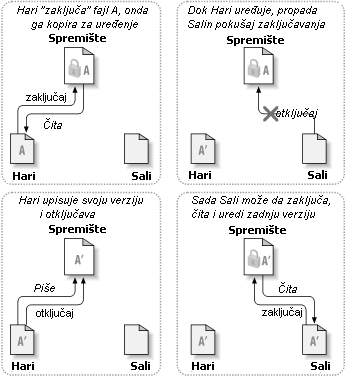 Hari "zaključa" fajl A, onda
ga kopira za uređenje
Spremište
A
zaključaj
Čita
A
Hari
Sali
Dok Hari uređuje, propada
Salin pokušaj zaključavanja
Spremište
A
otključaj
A
Hari
Sali
Hari upisuje svoju verziju
i otključava
Spremište
A'
Piše
otključaj
A'
Hari
Sali
Sada Sali može da zaključa,
čita i uredi zadnju verziju
Spremište
A'
Čita
zaključaj
A'
A'
Hari
Sali